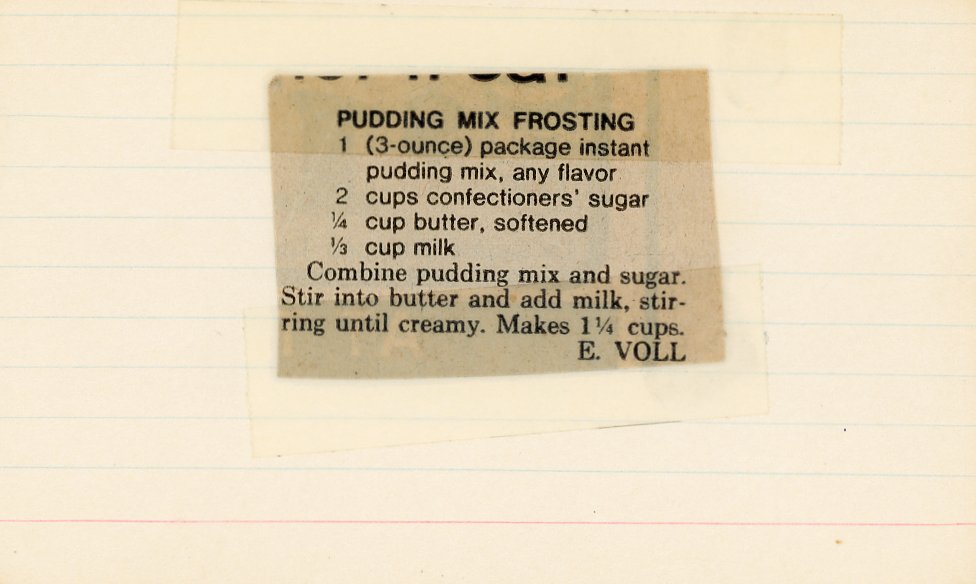 PUDDING MIX FROSTING
1 (3-ounce) package instant
pudding mix, any flavor
2 cups confectioners' sugar
¼ cup butter, softened
⅓ cup milk
Combine pudding mix and sugar.
Stir into butter and add milk, stir-
ring until creamy. Makes 1¼ cups.
E. VOLL